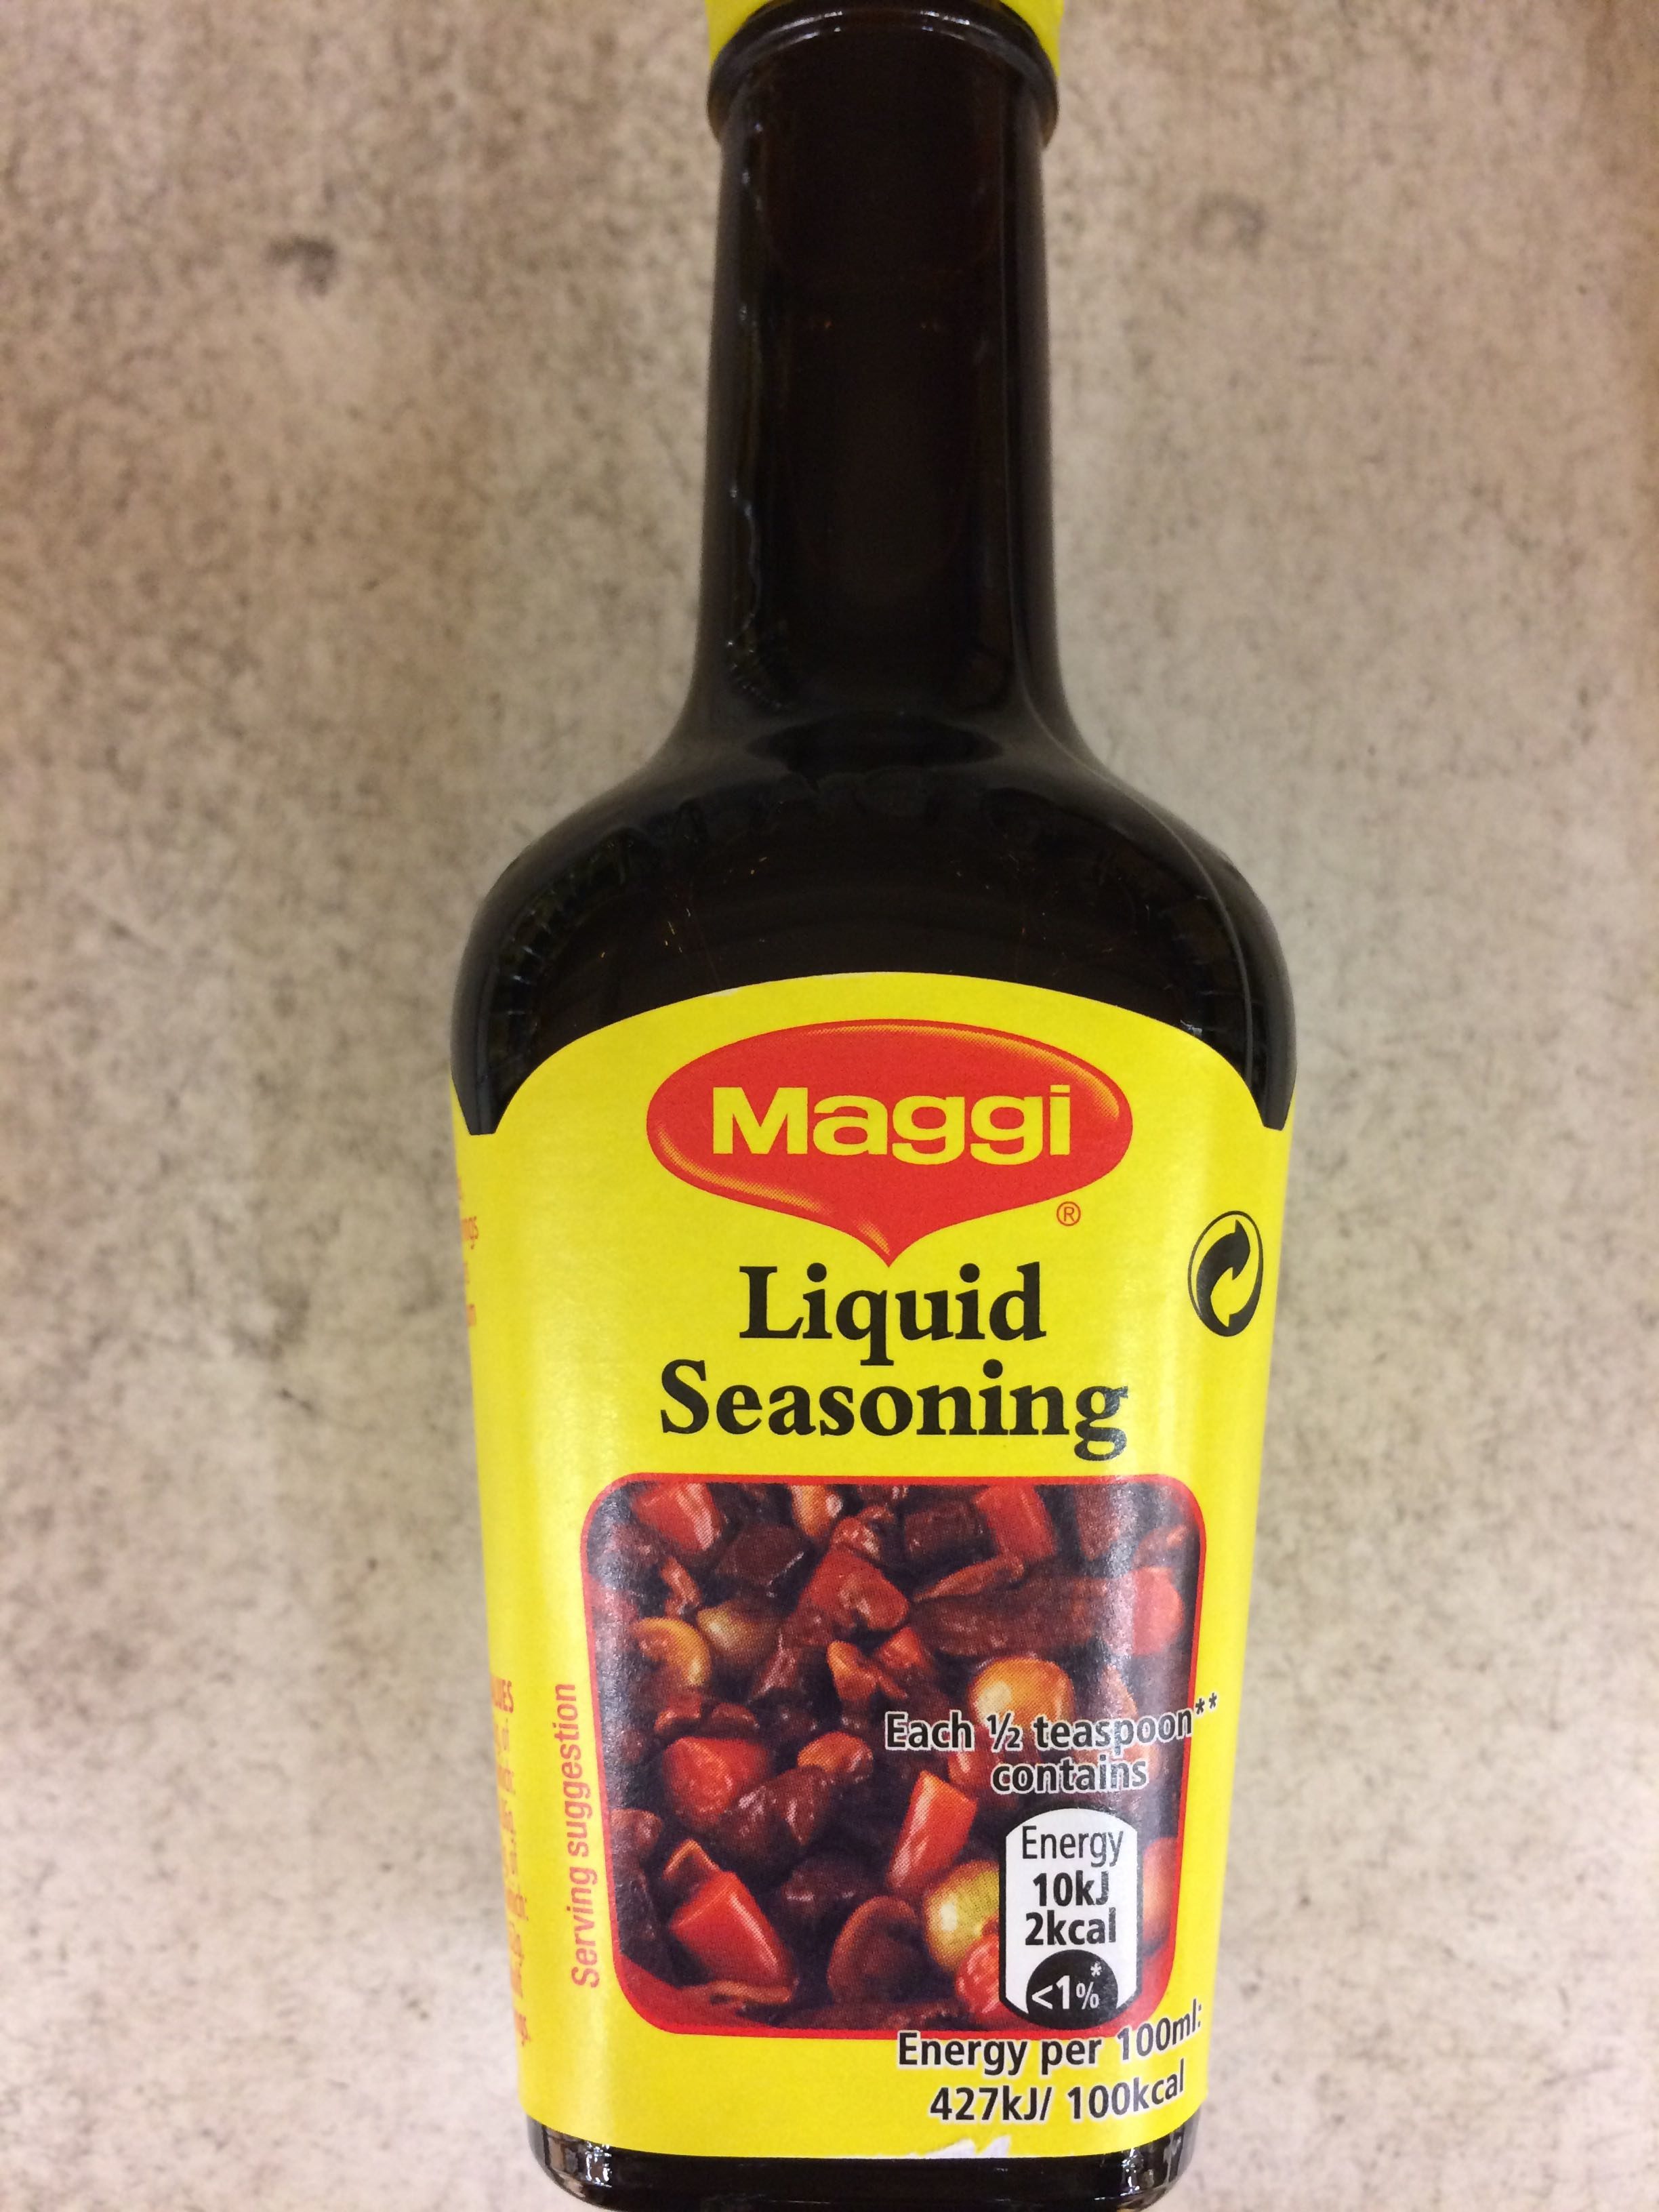 Maggi
®
Liquid
Seasoning
Serving suggestion
Each ½ teaspoon**
contains
Energy
10kJ
2kcal
<1%*
Energy per 100ml:
427kJ/ 100kcal